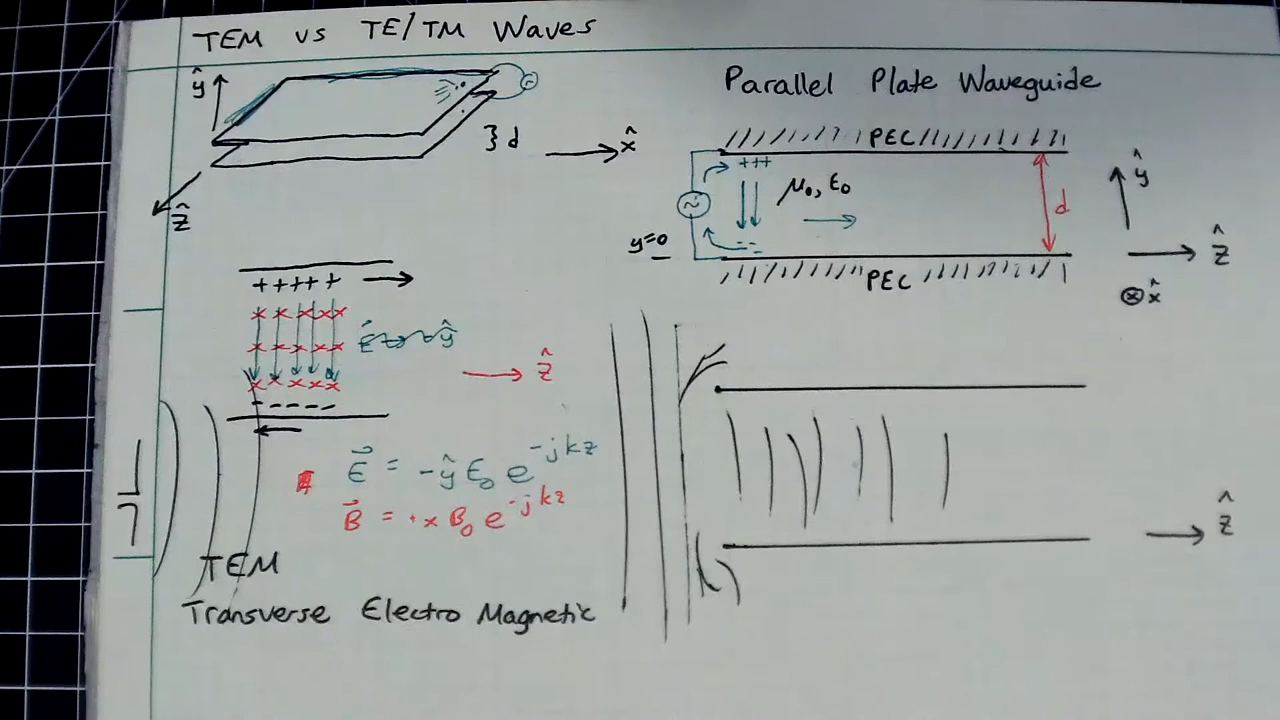 TEM vs TE/TM Waves
ŷ
} d
x̂
ẑ
Parallel Plate Waveguide
PEC
+++
μ₀, ε₀
d
ŷ
y=0
-- --
ẑ
PEC
⊗ x̂
+ + + + +
x x x x x
x x x x x
ẑ
x x x x x
- - - - -
E⃗ = -ŷ E₀ e^{-jkz}
B⃗ = +x B₀ e^{-jkz}
ẑ
TEM
Transverse Electro Magnetic